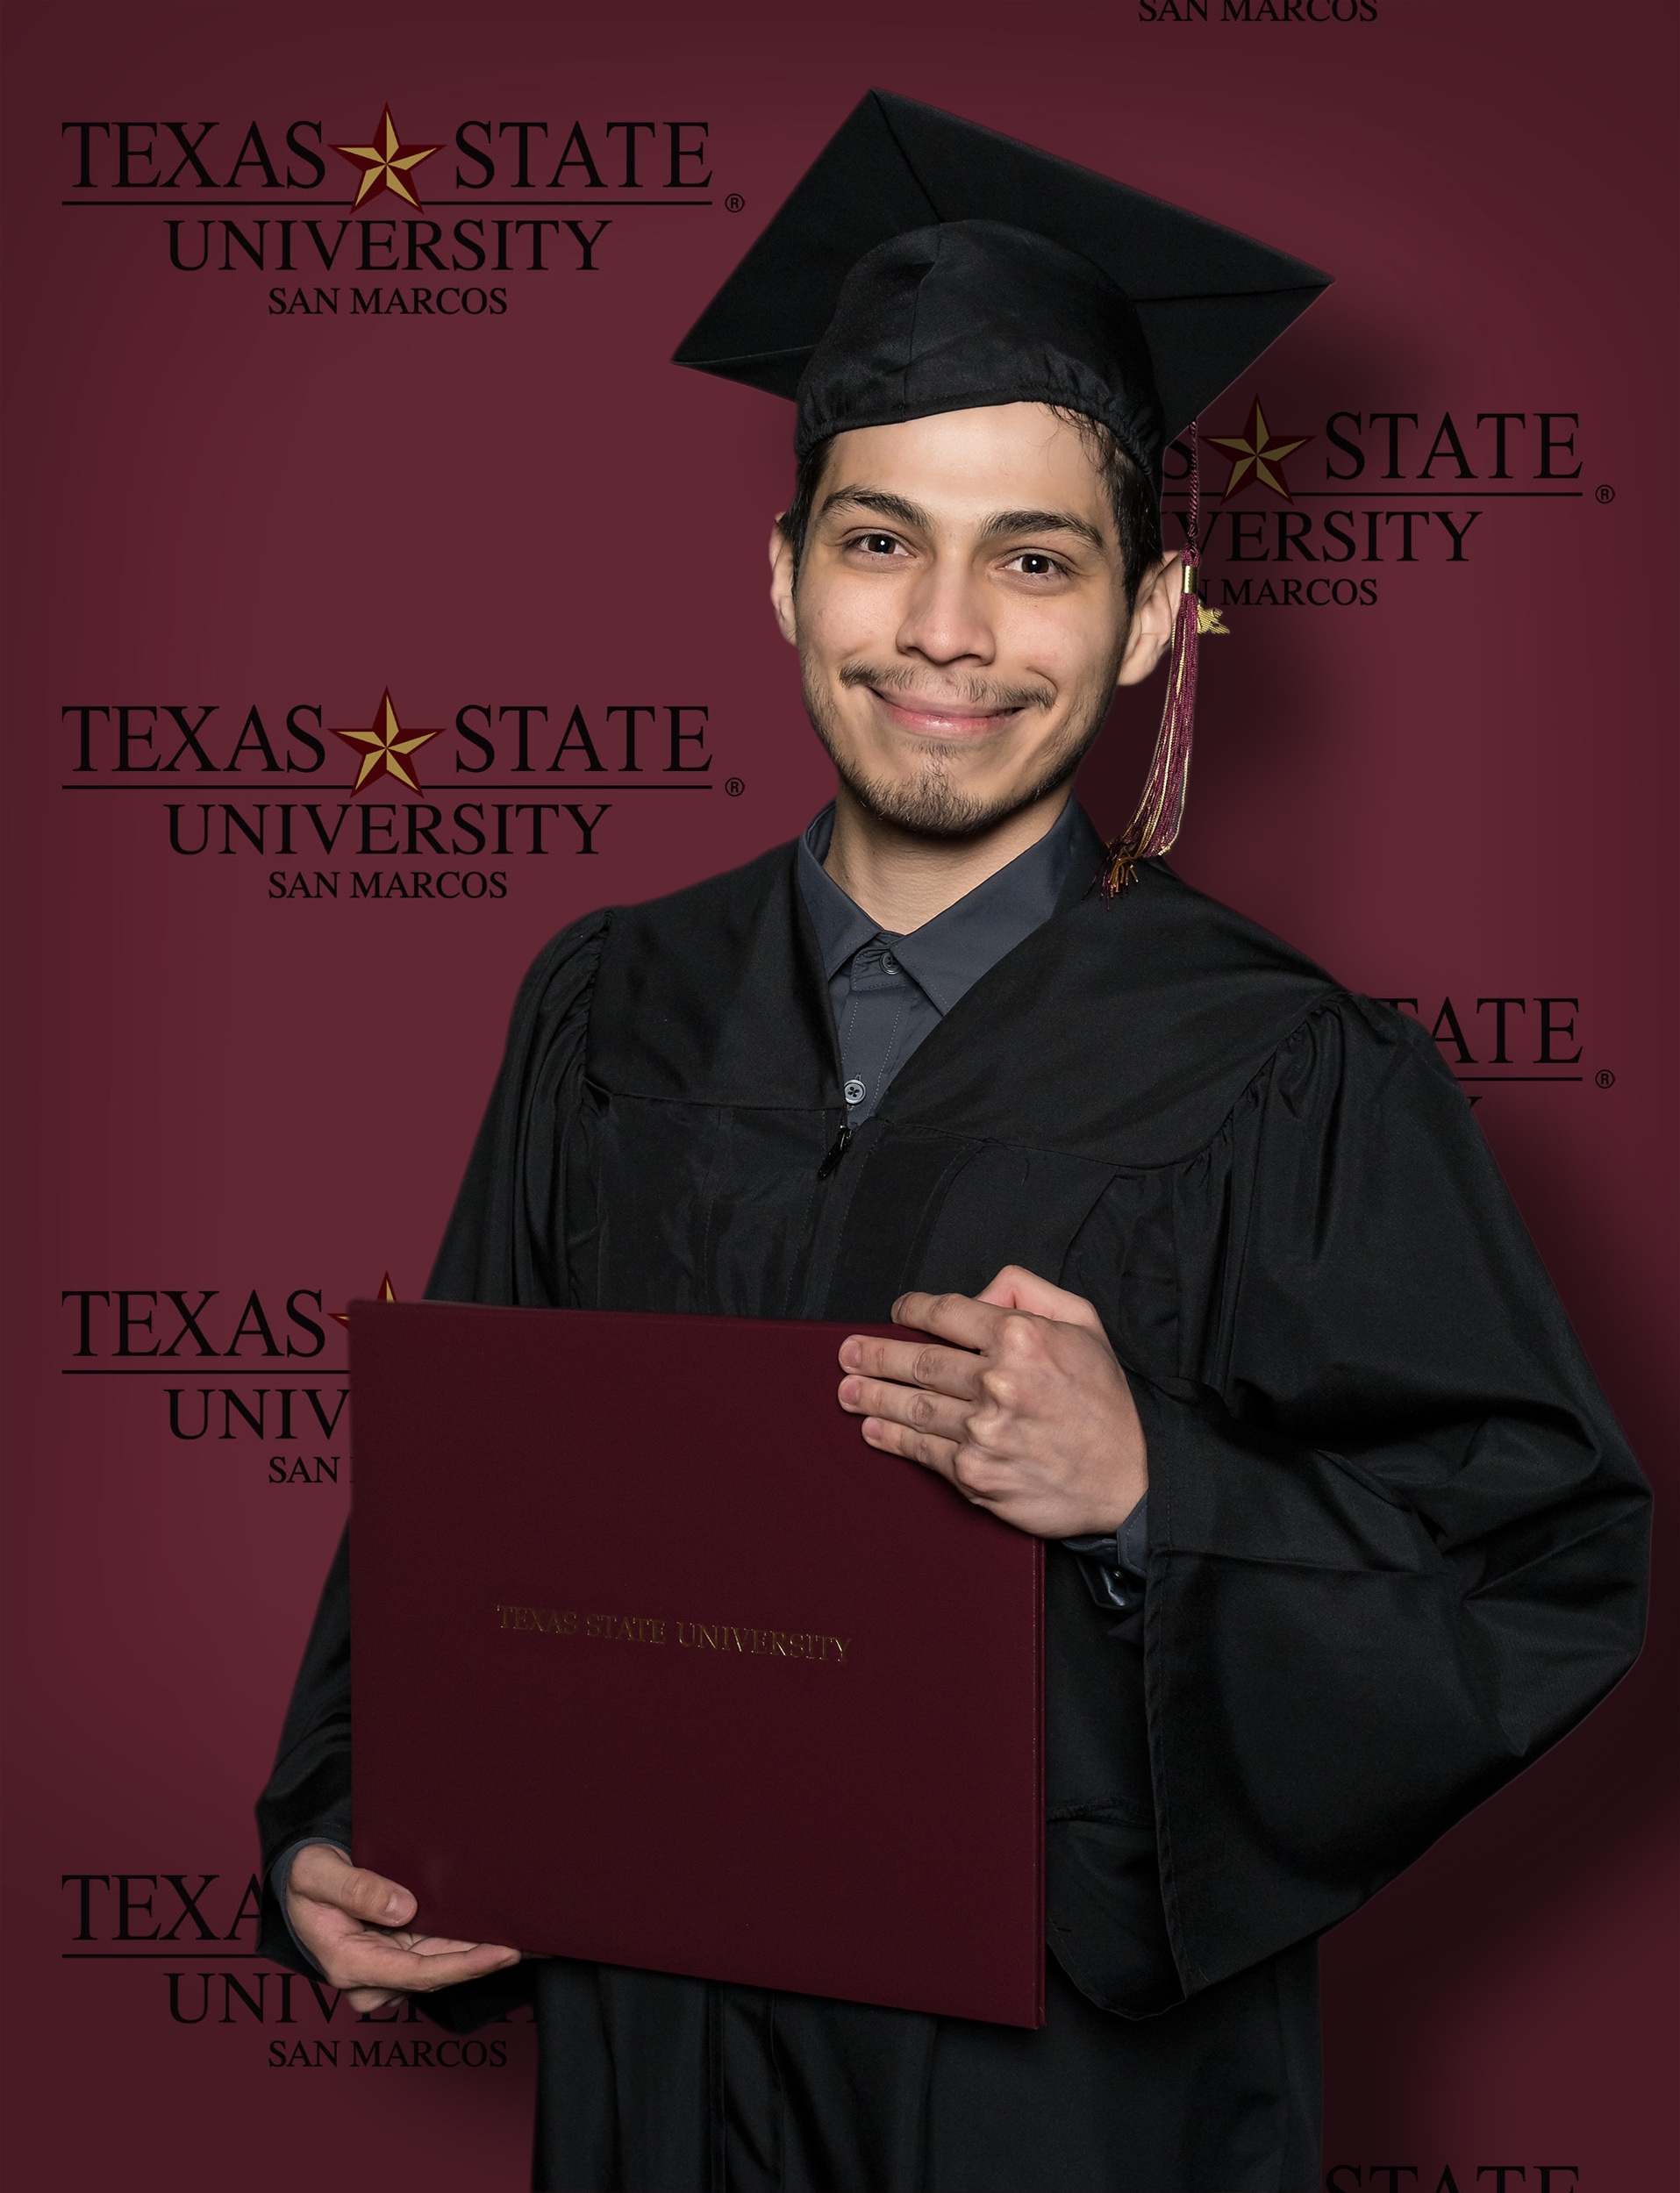 SAN MARCOS
TEXAS STATE
®
UNIVERSITY
SAN MARCOS
STATE
®
VERSITY
MARCOS
TEXAS STATE
®
UNIVERSITY
SAN MARCOS
TATE
®
TEXAS
UNIV
SAN
TEXAS STATE UNIVERSITY
TEXA
UNIVE
SAN MARCOS
STATE